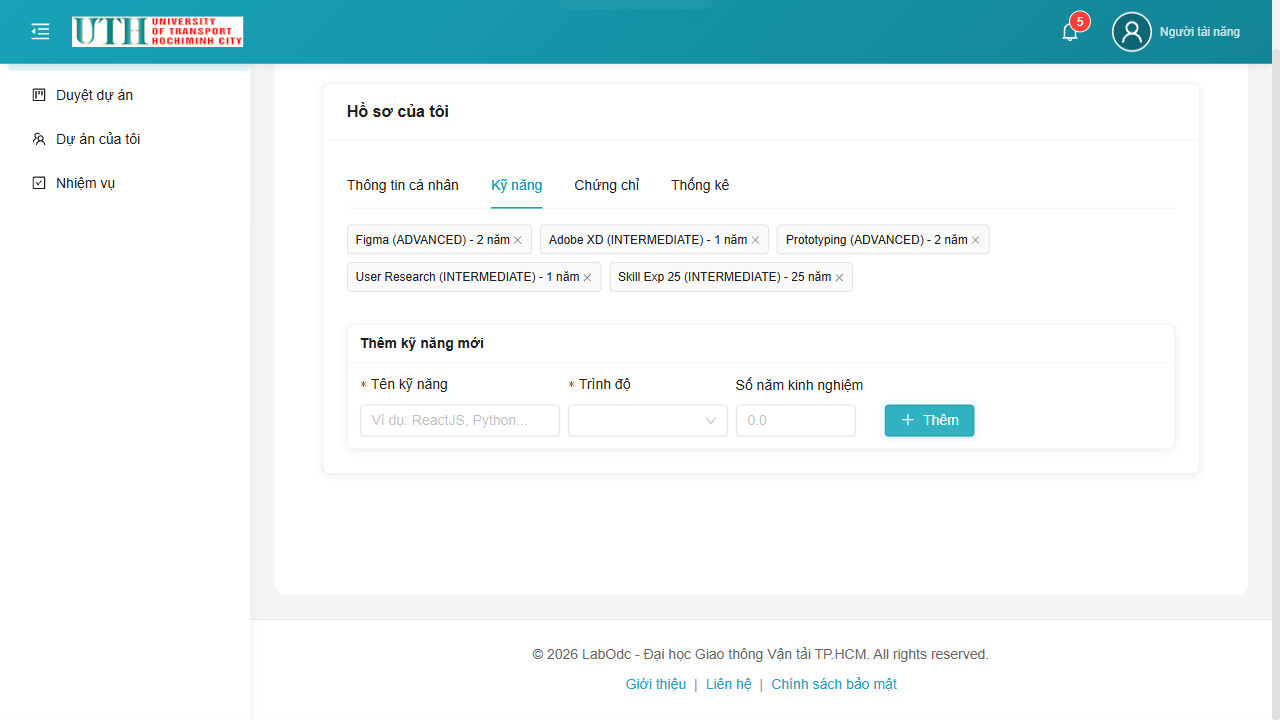 UTH UNIVERSITY
OF TRANSPORT
HOCHIMINH CITY
5
Người tài năng
Duyệt dự án
Dự án của tôi
Nhiệm vụ
Hồ sơ của tôi
Thông tin cá nhân Kỹ năng Chứng chỉ Thống kê
Figma (ADVANCED) - 2 năm Adobe XD (INTERMEDIATE) - 1 năm Prototyping (ADVANCED) - 2 năm
User Research (INTERMEDIATE) - 1 năm Skill Exp 25 (INTERMEDIATE) - 25 năm
Thêm kỹ năng mới
* Tên kỹ năng * Trình độ Số năm kinh nghiệm
Ví dụ: ReactJS, Python... 0.0 + Thêm
© 2026 LabOdc - Đại học Giao thông Vận tải TP.HCM. All rights reserved.
Giới thiệu | Liên hệ | Chính sách bảo mật